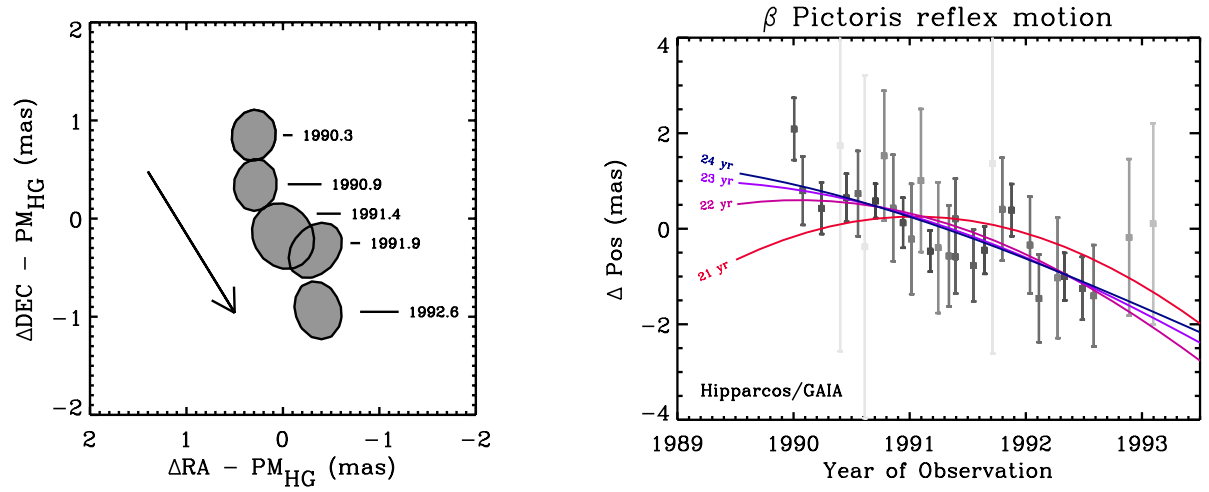 β Pictoris reflex motion
2
1
0
−1
−2
ΔDEC − PM_HG (mas)
1990.3
1990.9
1991.4
1991.9
1992.6
2 1 0 −1 −2
ΔRA − PM_HG (mas)
4
2
0
−2
−4
Δ Pos (mas)
24 yr
23 yr
22 yr
21 yr
Hipparcos/GAIA
1989 1990 1991 1992 1993
Year of Observation